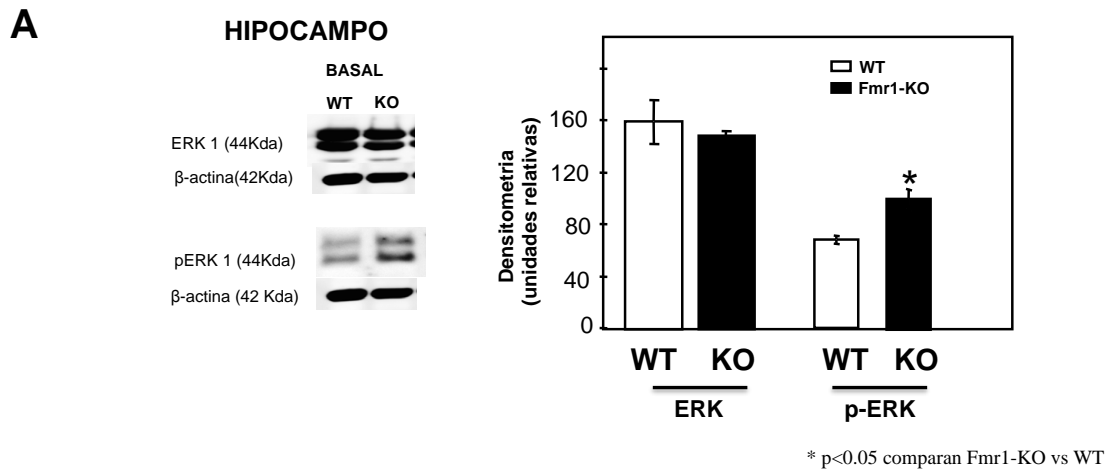 A
HIPOCAMPO
BASAL
WT KO
ERK 1 (44Kda)
β-actina(42Kda)
pERK 1 (44Kda)
β-actina (42 Kda)
Densitometria
(unidades relativas)
160
120
80
40
0
WT
Fmr1-KO
*
WT KO WT KO
ERK p-ERK
* p<0.05 comparan Fmr1-KO vs WT